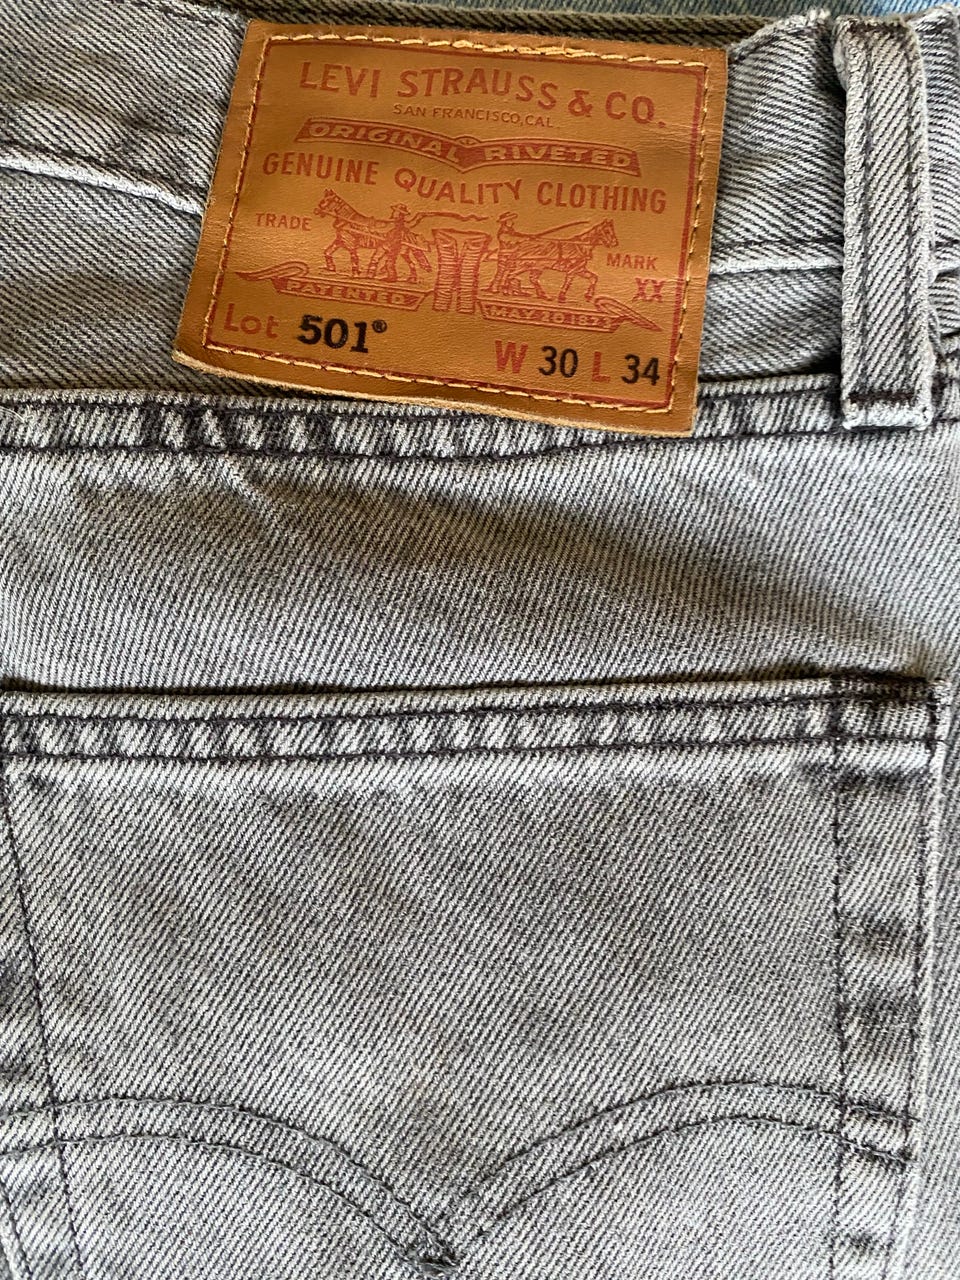 LEVI STRAUSS & CO.
SAN FRANCISCO, CAL.
ORIGINAL RIVETED
GENUINE QUALITY CLOTHING
TRADE MARK
XX
PATENTED MAY 20 1873
Lot 501®
W 30 L 34